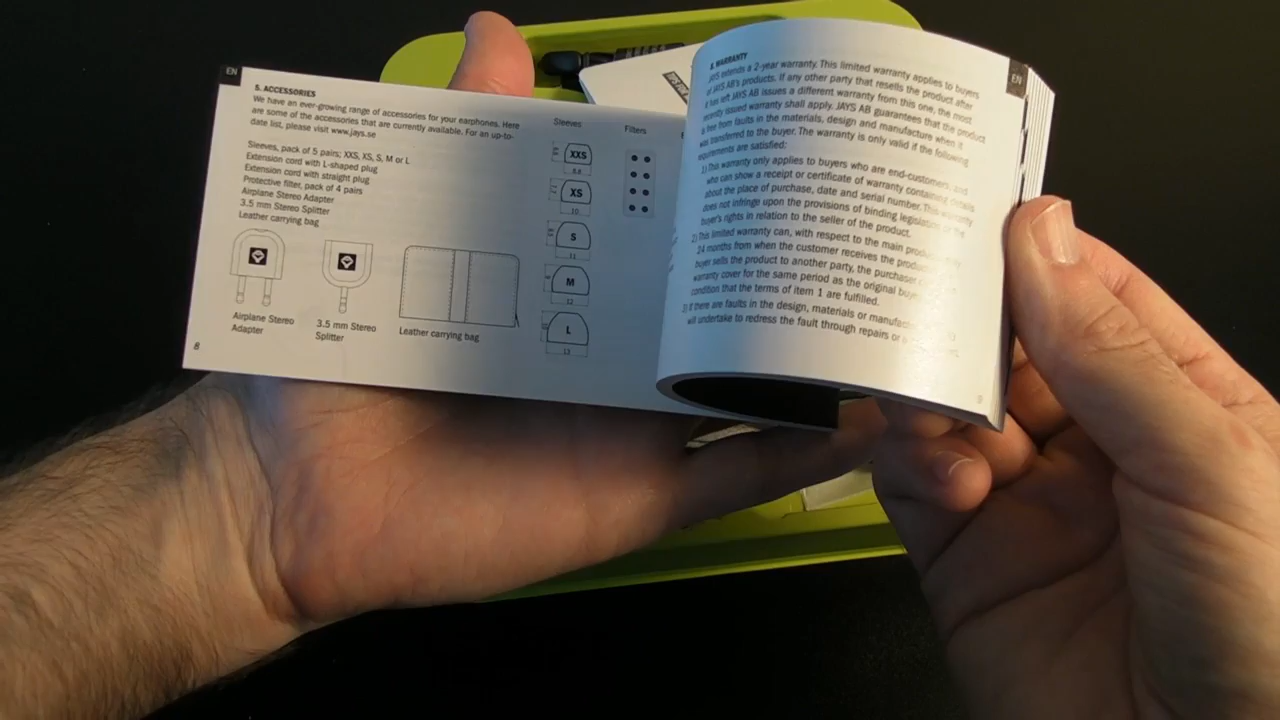 EN
5. ACCESSORIES
We have an ever-growing range of accessories for your earphones. Here
are some of the accessories that are currently available. For an up-to-
date list, please visit www.jays.se
Sleeves, pack of 5 pairs; XXS, XS, S, M or L
Extension cord with L-shaped plug
Extension cord with straight plug
Protective filter, pack of 4 pairs
Airplane Stereo Adapter
3.5 mm Stereo Splitter
Leather carrying bag
Airplane Stereo
Adapter
3.5 mm Stereo
Splitter
Leather carrying bag
8
Sleeves
XXS
XS
10
S
11
M
12
L
13
Filters
TIPS FOR
EN
WARRANTY
JAYS extends a 2-year warranty. This limited warranty applies to buyers
of JAYS AB's products. If any other party that resells the product after
it has left JAYS AB issues a different warranty from this one, the most
recently issued warranty shall apply. JAYS AB guarantees that the product
is free from faults in the materials, design and manufacture when it
was transferred to the buyer. The warranty is only valid if the following
requirements are satisfied:
1) This warranty only applies to buyers who are end-customers, and
who can show a receipt or certificate of warranty containing details
about the place of purchase, date and serial number. This warranty
does not infringe upon the provisions of binding legislation or the
buyer's rights in relation to the seller of the product.
2) This limited warranty can, with respect to the main
24 months from when the customer receives the
buyer sells the product to another party, the purchaser
warranty cover for the same period as the original
condition that the terms of item 1 are fulfilled.
3) If there are faults in the design, materials or
will undertake to redress the fault through repairs or
9